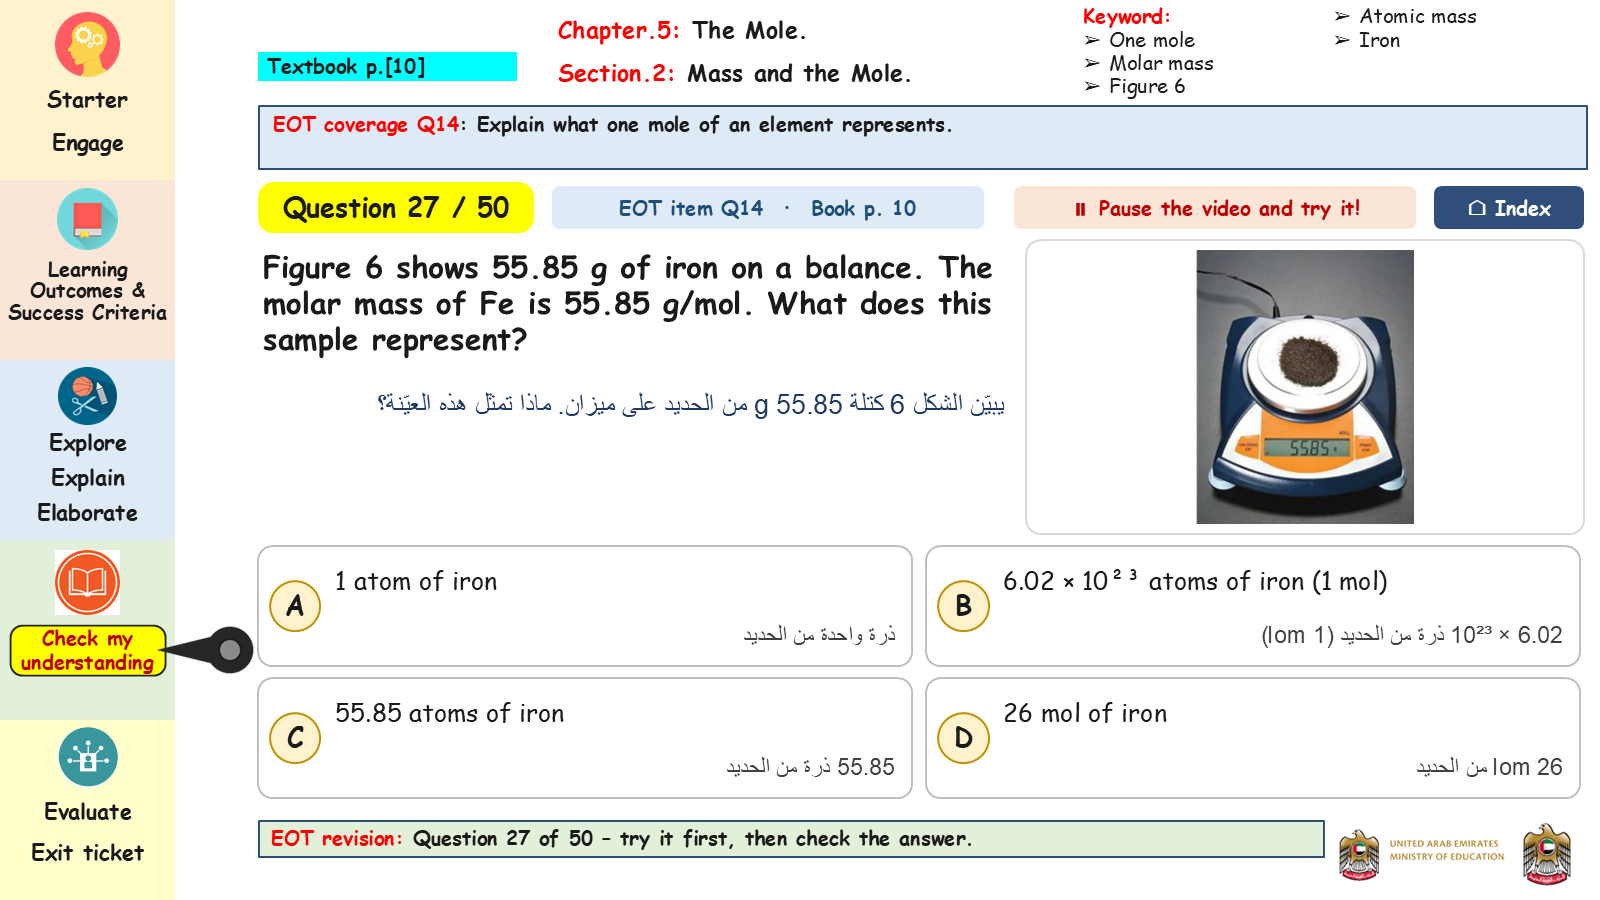 Starter
Engage
Learning
Outcomes &
Success Criteria
Explore
Explain
Elaborate
Check my
understanding
Evaluate
Exit ticket
Textbook p.[10]
Chapter.5: The Mole.
Section.2: Mass and the Mole.
Keyword:
➢ One mole
➢ Molar mass
➢ Figure 6
➢ Atomic mass
➢ Iron
EOT coverage Q14: Explain what one mole of an element represents.
Question 27 / 50
EOT item Q14 · Book p. 10
⏸ Pause the video and try it!
⌂ Index
Figure 6 shows 55.85 g of iron on a balance. The
molar mass of Fe is 55.85 g/mol. What does this
sample represent?
يبيّن الشكل 6 كتلة 55.85 g من الحديد على ميزان. ماذا تمثل هذه العيّنة؟
55.85
A
1 atom of iron
ذرة واحدة من الحديد
B
6.02 × 10²³ atoms of iron (1 mol)
6.02 × 10²³ ذرة من الحديد (1 lom)
C
55.85 atoms of iron
55.85 ذرة من الحديد
D
26 mol of iron
26 lom من الحديد
EOT revision: Question 27 of 50 – try it first, then check the answer.
UNITED ARAB EMIRATES
MINISTRY OF EDUCATION